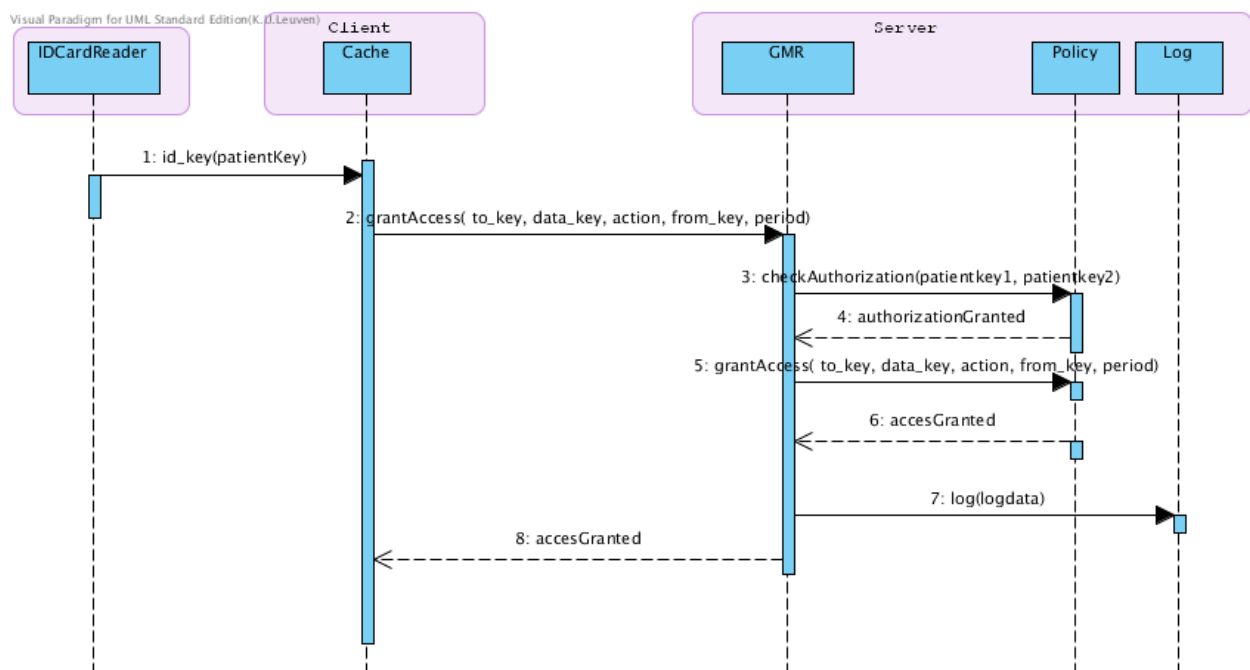 Visual Paradigm for UML Standard Edition(K.U.Leuven)
Client
Server
IDCardReader
Cache
GMR
Policy
Log
1: id_key(patientKey)
2: grantAccess( to_key, data_key, action, from_key, period)
3: checkAuthorization(patientkey1, patientkey2)
4: authorizationGranted
5: grantAccess( to_key, data_key, action, from_key, period)
6: accesGranted
7: log(logdata)
8: accesGranted